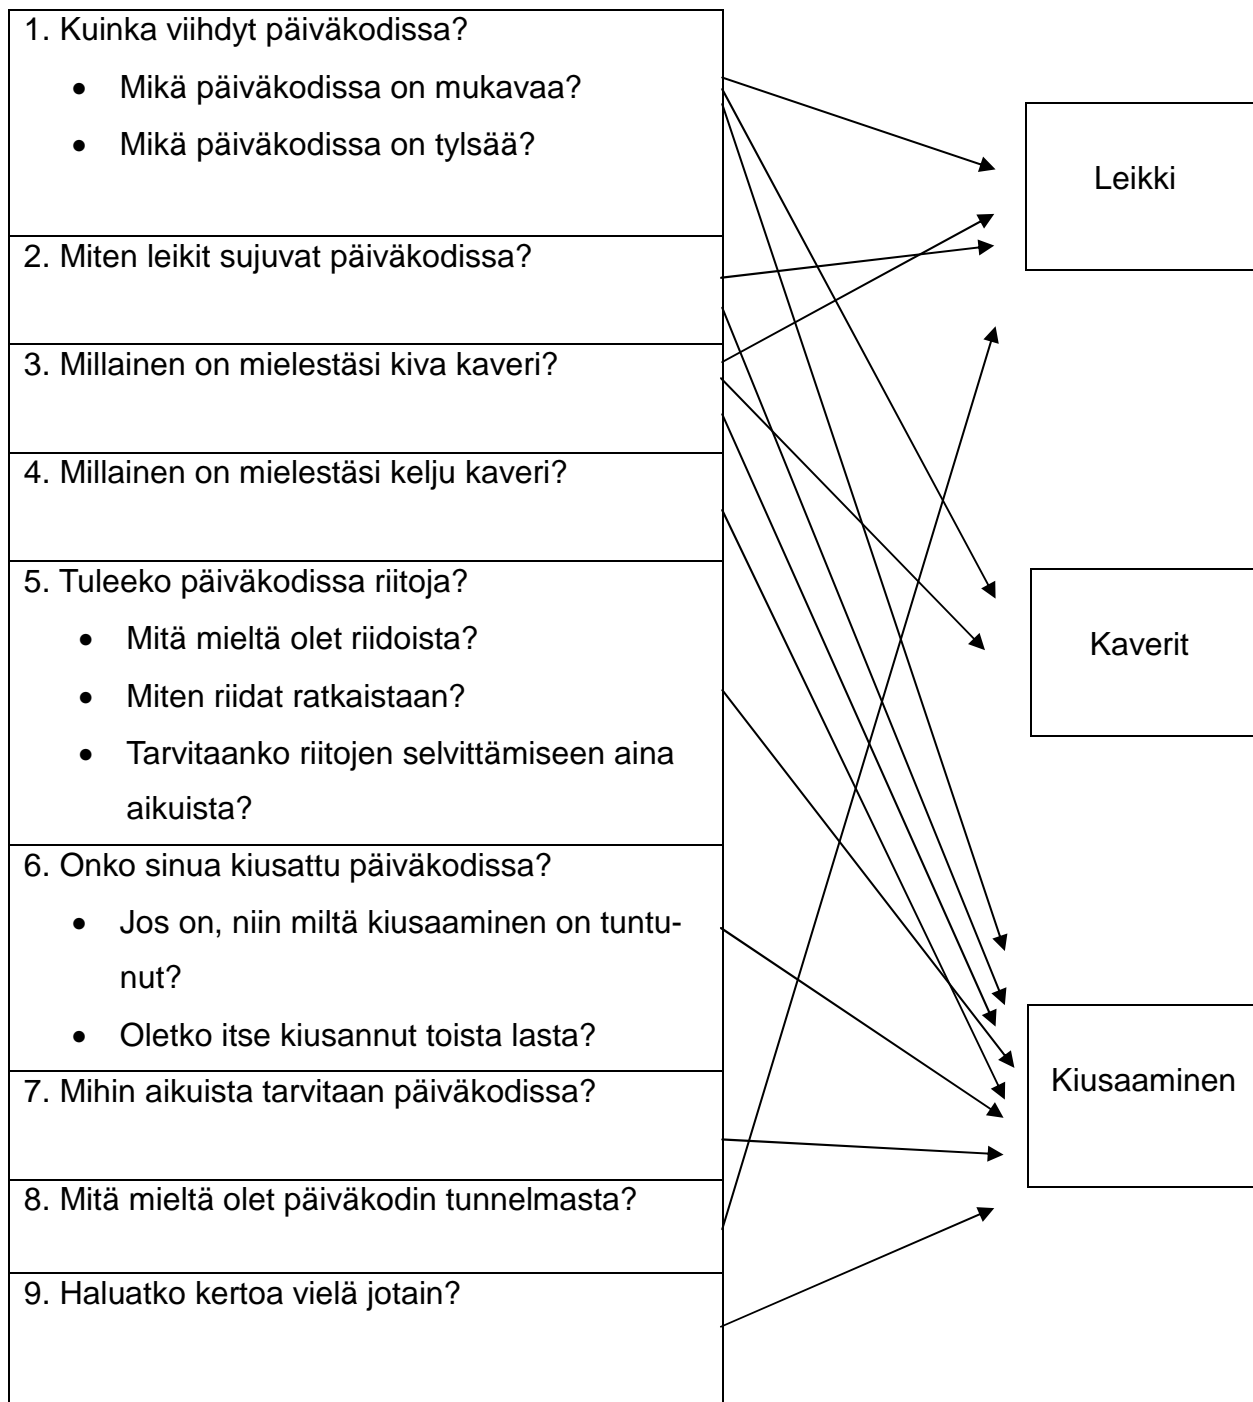 1. Kuinka viihdyt päiväkodissa?
• Mikä päiväkodissa on mukavaa?
• Mikä päiväkodissa on tylsää?
2. Miten leikit sujuvat päiväkodissa?
3. Millainen on mielestäsi kiva kaveri?
4. Millainen on mielestäsi kelju kaveri?
5. Tuleeko päiväkodissa riitoja?
• Mitä mieltä olet riidoista?
• Miten riidat ratkaistaan?
• Tarvitaanko riitojen selvittämiseen aina
aikuista?
6. Onko sinua kiusattu päiväkodissa?
• Jos on, niin miltä kiusaaminen on tuntu-
nut?
• Oletko itse kiusannut toista lasta?
7. Mihin aikuista tarvitaan päiväkodissa?
8. Mitä mieltä olet päiväkodin tunnelmasta?
9. Haluatko kertoa vielä jotain?
Leikki
Kaverit
Kiusaaminen